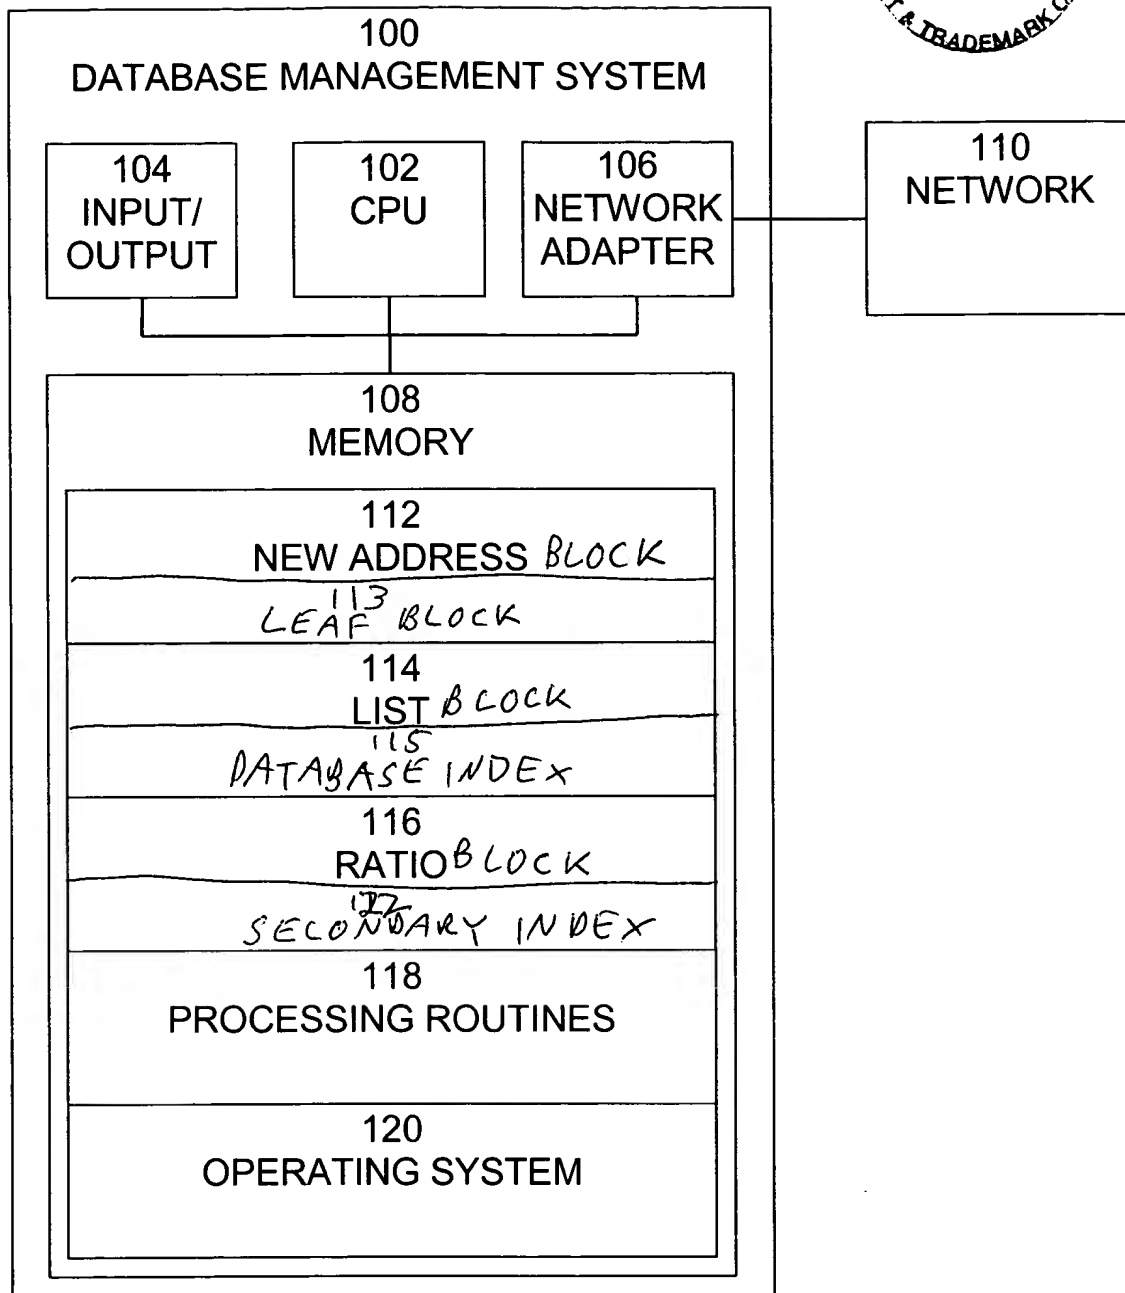 & TRADEMARK
100
DATABASE MANAGEMENT SYSTEM
104
INPUT/
OUTPUT
102
CPU
106
NETWORK
ADAPTER
110
NETWORK
108
MEMORY
112
NEW ADDRESS BLOCK
113
LEAF BLOCK
114
LIST BLOCK
115
DATABASE INDEX
116
RATIO BLOCK
122
SECONDARY INDEX
118
PROCESSING ROUTINES
120
OPERATING SYSTEM